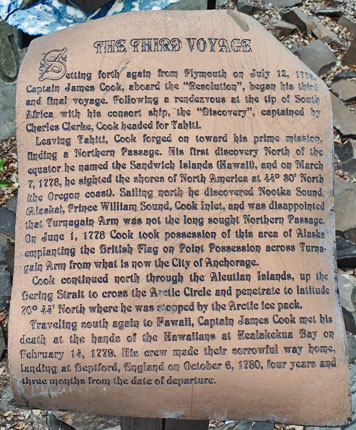 THE THIRD VOYAGE
Setting forth again from Plymouth on July 12, 1776,
Captain James Cook, aboard the "Resolution", began his third
and final voyage. Following a rendezvous at the tip of South
Africa with his consort ship, the "Discovery", captained by
Charles Clerke, Cook headed for Tahiti.
Leaving Tahiti, Cook forged on toward his prime mission,
finding a Northern Passage. His first discovery North of the
equator he named the Sandwich Islands (Hawaii), and on March
7, 1778, he sighted the shores of North America at 44° 30' North
(the Oregon coast). Sailing north he discovered Nootka Sound,
(Alaska), Prince William Sound, Cook Inlet, and was disappointed
that Turnagain Arm was not the long sought Northern Passage.
On June 1, 1778 Cook took possession of this area of Alaska
emplanting the British Flag on Point Possession across Turna-
gain Arm from what is now the City of Anchorage.
Cook continued north through the Aleutian islands, up the
Bering Strait to cross the Arctic Circle and penetrate to latitude
70° 44' North where he was stopped by the Arctic ice pack.
Traveling south again to Hawaii, Captain James Cook met his
death at the hands of the Hawaiians at Kealakekua Bay on
February 14, 1779. His crew made their sorrowful way home,
landing at Deptford, England on October 6, 1780, four years and
three months from the date of departure.